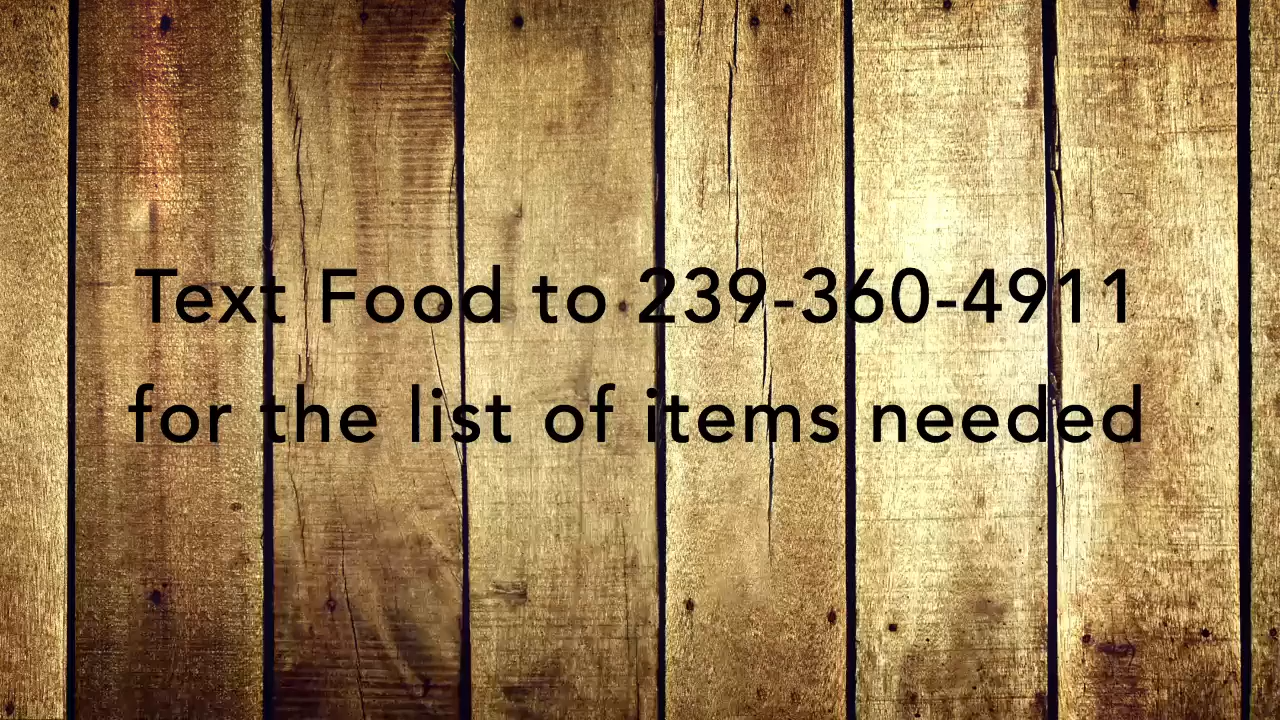 Text Food to 239-360-4911
for the list of items needed